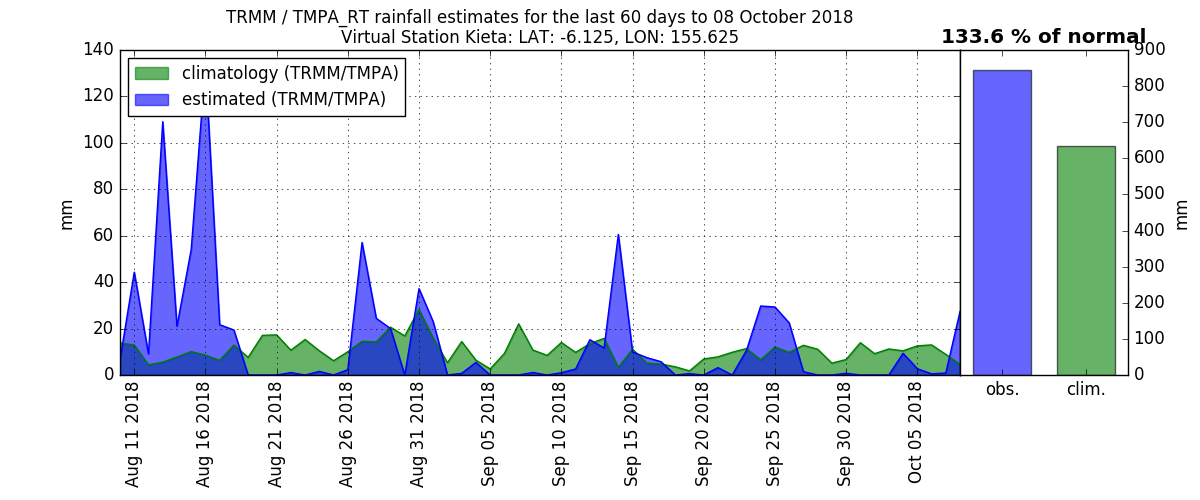 TRMM / TMPA_RT rainfall estimates for the last 60 days to 08 October 2018
Virtual Station Kieta: LAT: -6.125, LON: 155.625
133.6 % of normal
climatology (TRMM/TMPA)
estimated (TRMM/TMPA)
mm
140
120
100
80
60
40
20
0
Aug 11 2018
Aug 16 2018
Aug 21 2018
Aug 26 2018
Aug 31 2018
Sep 05 2018
Sep 10 2018
Sep 15 2018
Sep 20 2018
Sep 25 2018
Sep 30 2018
Oct 05 2018
obs.
clim.
900
800
700
600
500
400
300
200
100
0
mm